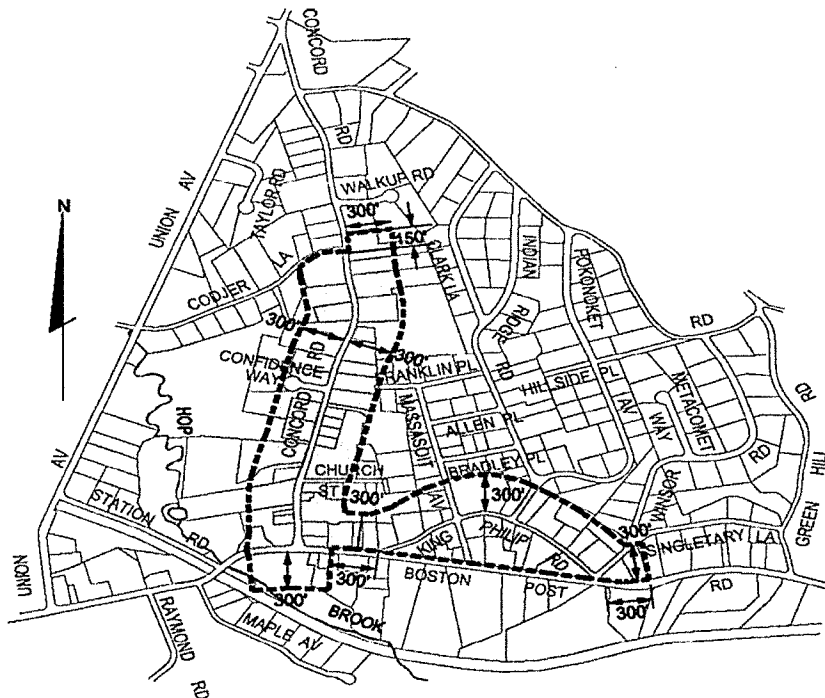 CONCORD
RD
UNION AV
TAYLOR RD
WALKUP RD
300'
150'
N
CODJER LA
CLARK LA
INDIAN
RIDGE
RD
POKONOKET
AV
300'
300'
CONFIDENCE
WAY
CONCORD RD
FRANKLIN PL
HILLSIDE PL
RD
NETACOMET
WAY
RD
MASSASOIT
AV
ALLEN PL
BRADLEY PL
HOP
CHURCH
ST
300'
300'
WINSOR
GREEN HILL
RD
STATION
RD
UNION
AV
KING
PHILIP
RD
300'
SINGLETARY LA
300'
300'
BOSTON
POST
RD
300'
BROOK
MAPLE AV
RAYMOND
RD